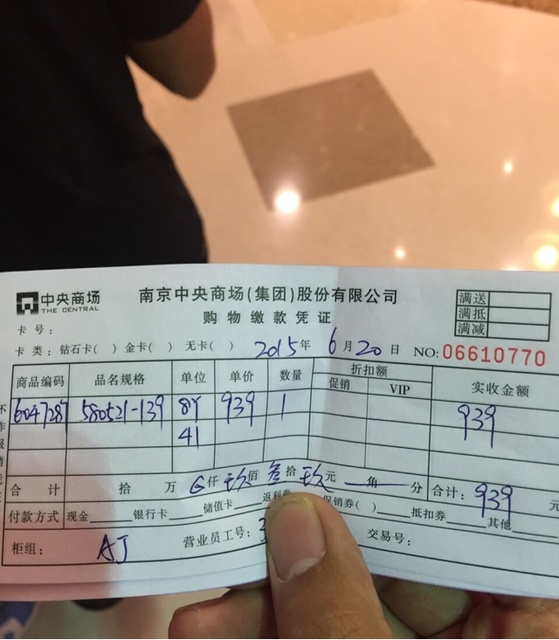 中央商场 南京中央商场(集团)股份有限公司
THE CENTRAL
购物缴款凭证
满送
满抵
满减
卡号:
卡类: 钻石卡( ) 金卡( ) 无卡( ) 2015年 6月20日 NO: 06610770
商品编码 品名规格 单位 单价 数量 折扣额 实收金额
促销 VIP
6047287 580521-139 双 939 1 939
41
合计 拾 万 仟 玖佰 叁拾 玖元 角 分 合计: 939 元
付款方式 现金 银行卡 储值卡 返利 促销券( ) 抵扣券 其他
柜组: AJ 营业员工号: 交易号: